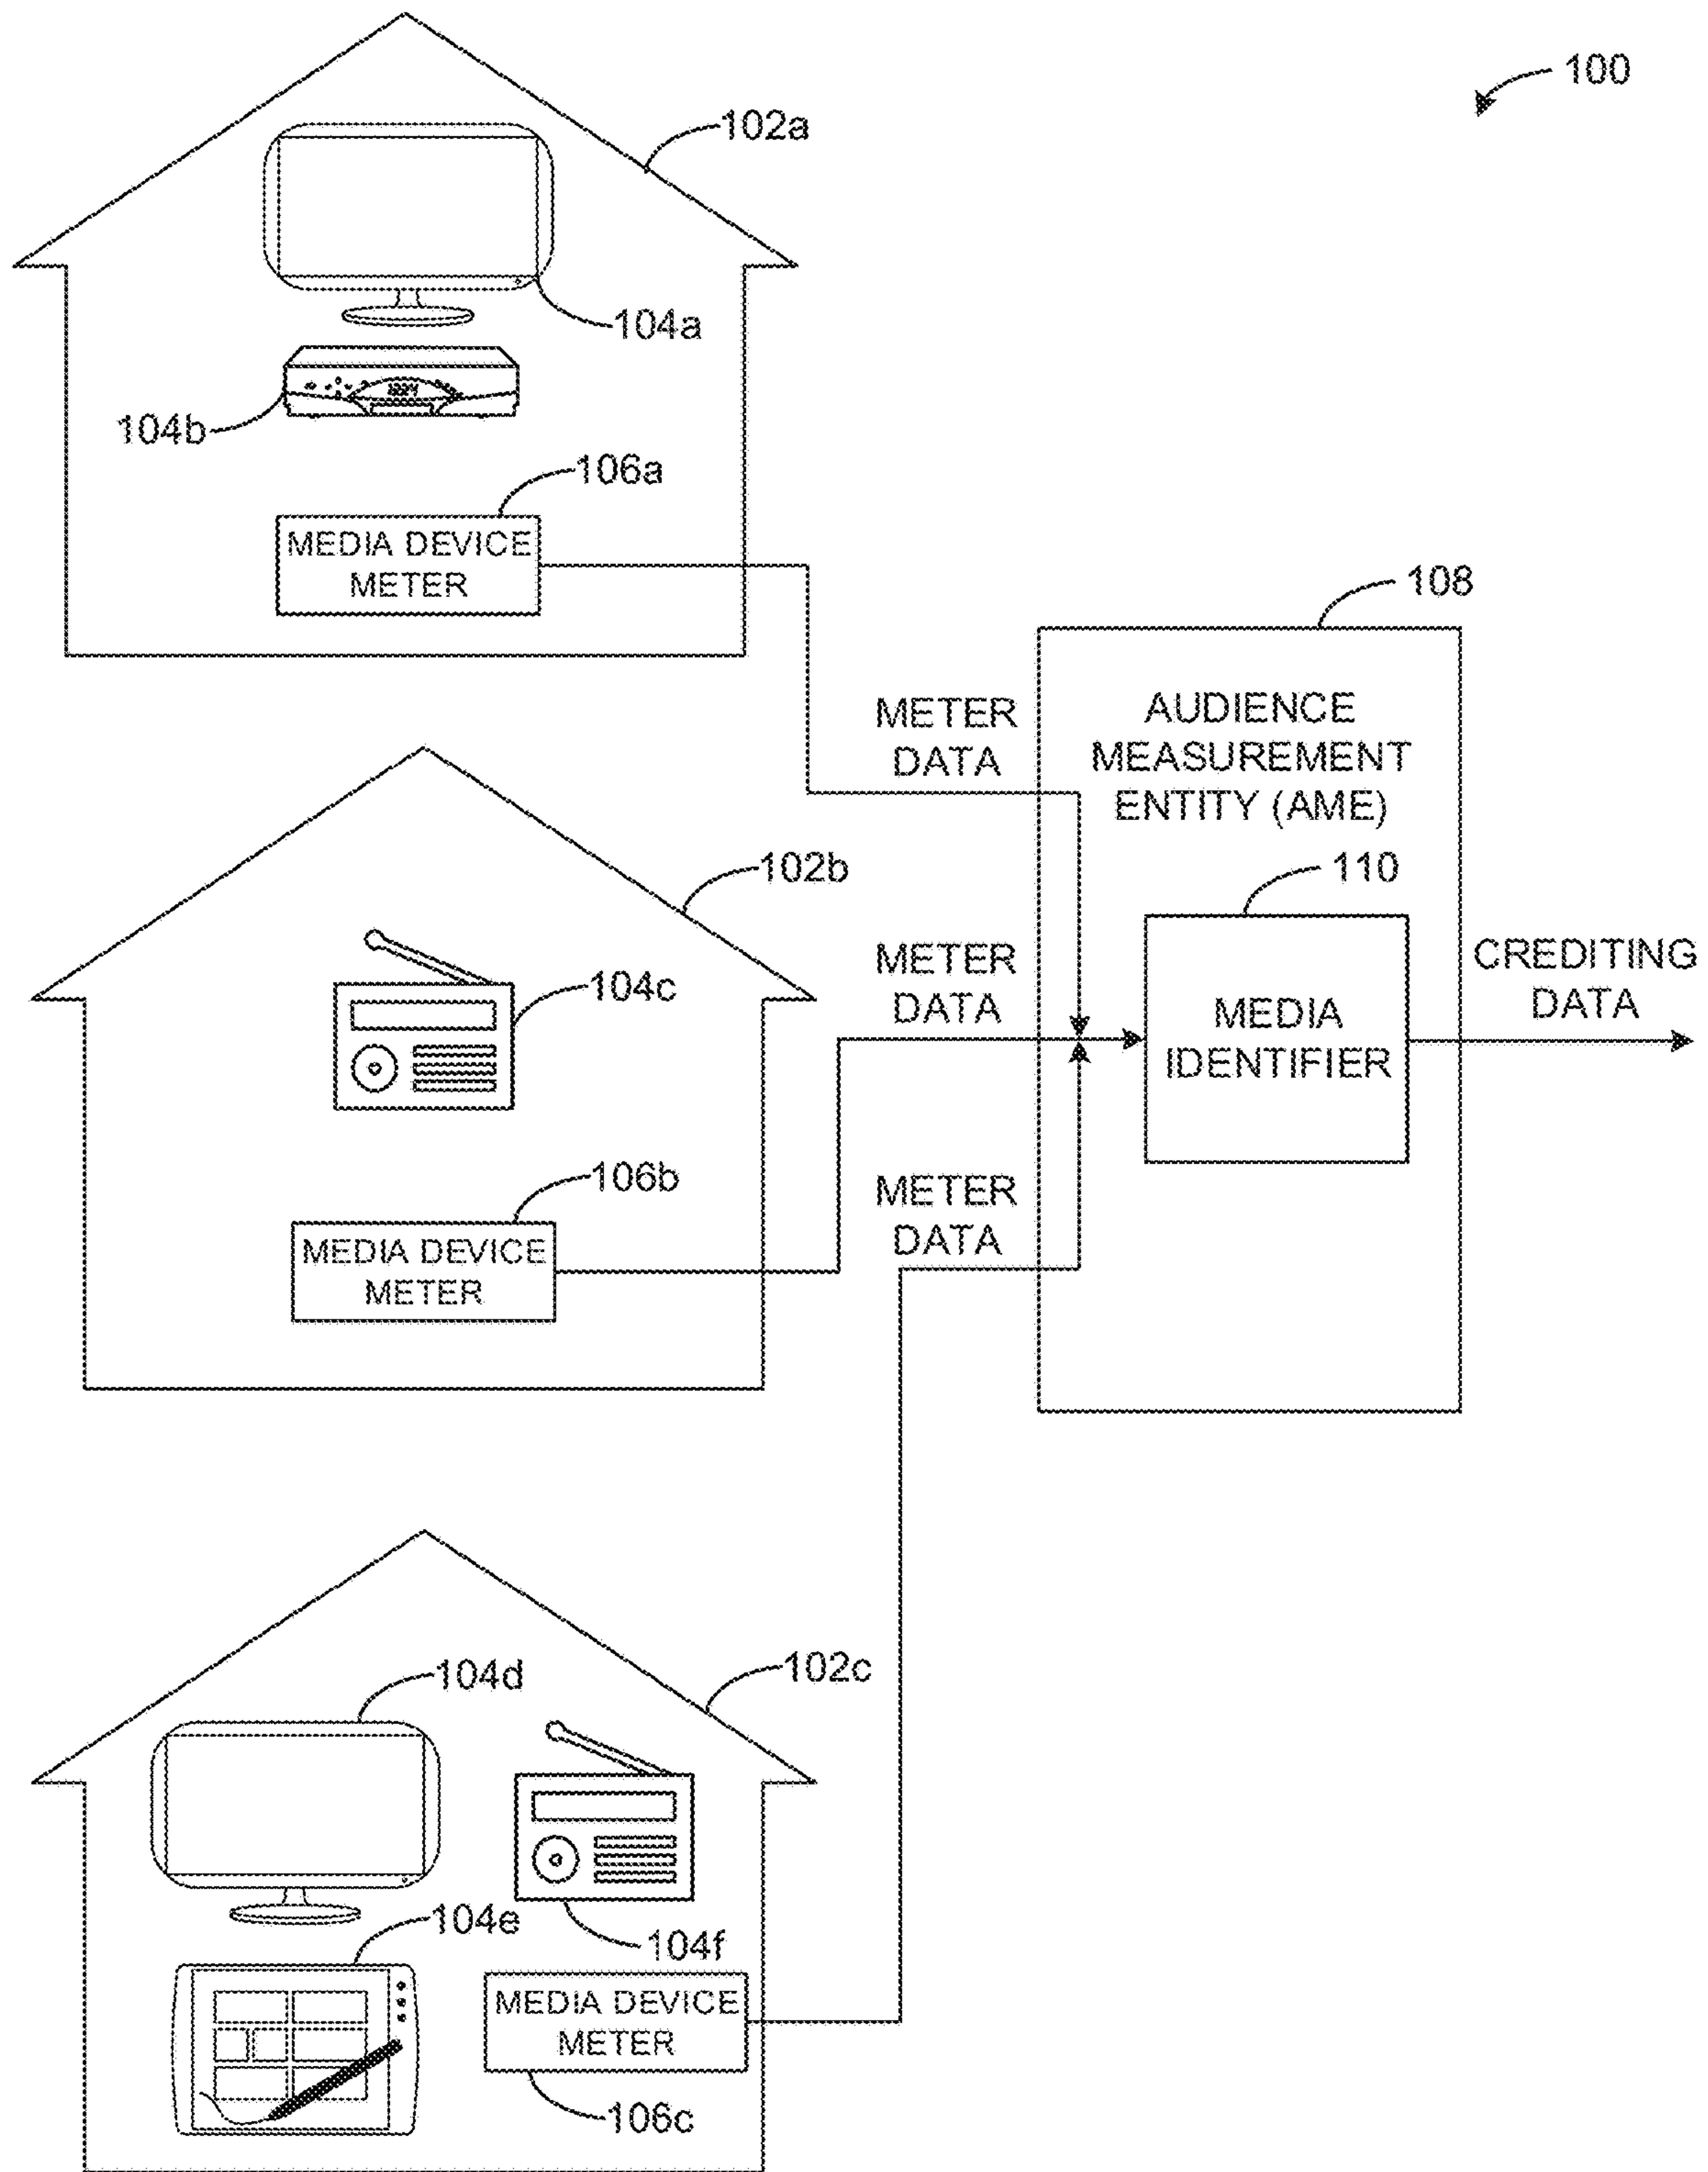 100
102a
104a
104b
106a
MEDIA DEVICE
METER
108
METER
DATA
AUDIENCE
MEASUREMENT
ENTITY (AME)
102b
110
104c
METER
DATA
MEDIA
IDENTIFIER
CREDITING
DATA
106b
METER
DATA
MEDIA DEVICE
METER
102c
104d
104e
104f
MEDIA DEVICE
METER
106c